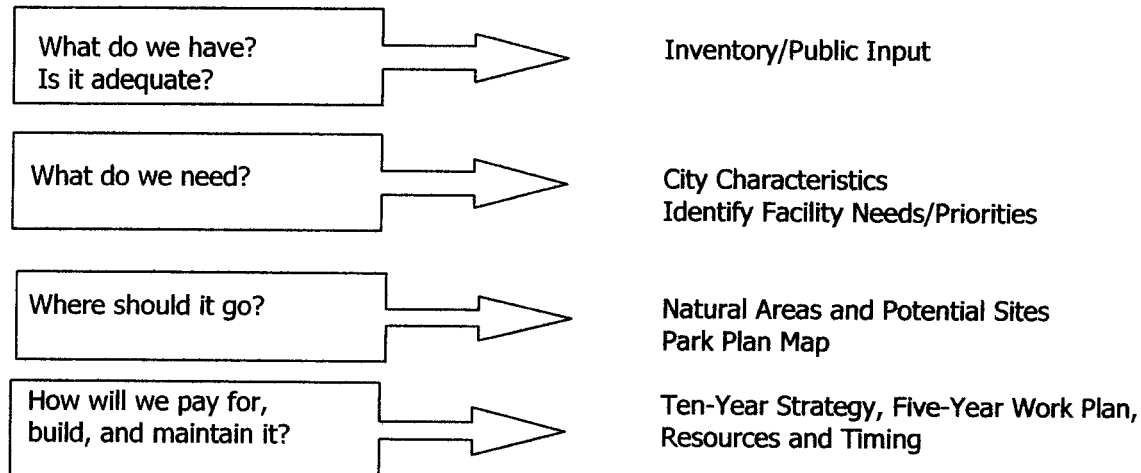 What do we have?
Is it adequate?
Inventory/Public Input
What do we need?
City Characteristics
Identify Facility Needs/Priorities
Where should it go?
Natural Areas and Potential Sites
Park Plan Map
How will we pay for,
build, and maintain it?
Ten-Year Strategy, Five-Year Work Plan,
Resources and Timing